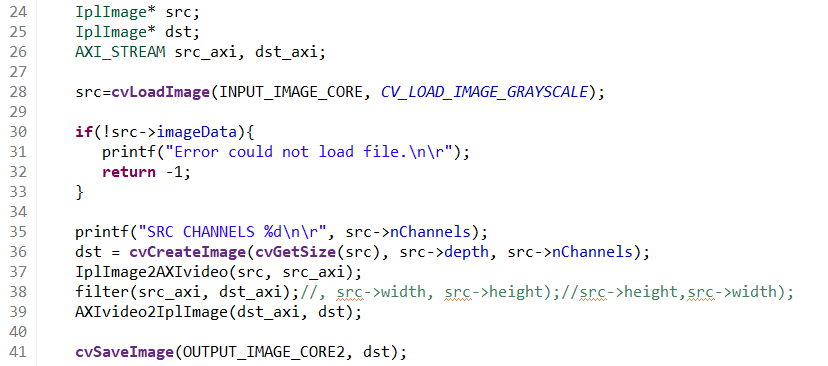 24 IplImage* src;
25 IplImage* dst;
26 AXI_STREAM src_axi, dst_axi;
27
28 src=cvLoadImage(INPUT_IMAGE_CORE, CV_LOAD_IMAGE_GRAYSCALE);
29
30 if(!src->imageData){
31 printf("Error could not load file.\n\r");
32 return -1;
33 }
34
35 printf("SRC CHANNELS %d\n\r", src->nChannels);
36 dst = cvCreateImage(cvGetSize(src), src->depth, src->nChannels);
37 IplImage2AXIvideo(src, src_axi);
38 filter(src_axi, dst_axi);//, src->width, src->height);//src->height,src->width);
39 AXIvideo2IplImage(dst_axi, dst);
40
41 cvSaveImage(OUTPUT_IMAGE_CORE2, dst);